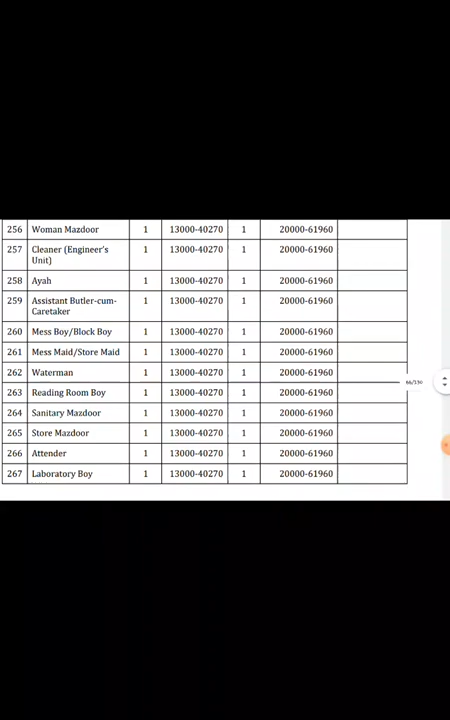 256 Woman Mazdoor 1 13000-40270 1 20000-61960
257 Cleaner (Engineer's 1 13000-40270 1 20000-61960
Unit)
258 Ayah 1 13000-40270 1 20000-61960
259 Assistant Butler-cum- 1 13000-40270 1 20000-61960
Caretaker
260 Mess Boy/Block Boy 1 13000-40270 1 20000-61960
261 Mess Maid/Store Maid 1 13000-40270 1 20000-61960
262 Waterman 1 13000-40270 1 20000-61960
263 Reading Room Boy 1 13000-40270 1 20000-61960
264 Sanitary Mazdoor 1 13000-40270 1 20000-61960
265 Store Mazdoor 1 13000-40270 1 20000-61960
266 Attender 1 13000-40270 1 20000-61960
267 Laboratory Boy 1 13000-40270 1 20000-61960